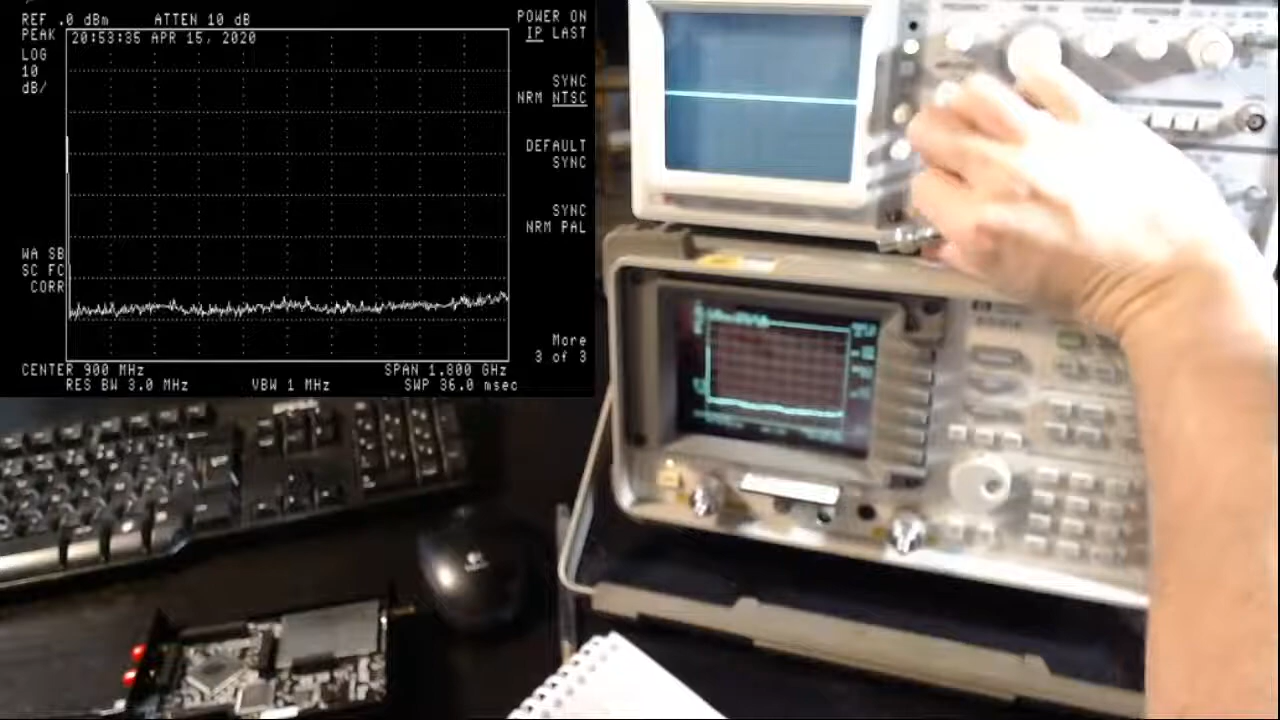 REF .0 dBm ATTEN 10 dB
PEAK
LOG
10
dB/
20:53:35 APR 15, 2020
WA SB
SC FC
CORR
CENTER 900 MHz SPAN 1.800 GHz
RES BW 3.0 MHz VBW 1 MHz SWP 36.0 msec
POWER ON
IP LAST
SYNC
NRM NTSC
DEFAULT
SYNC
SYNC
NRM PAL
More
3 of 3